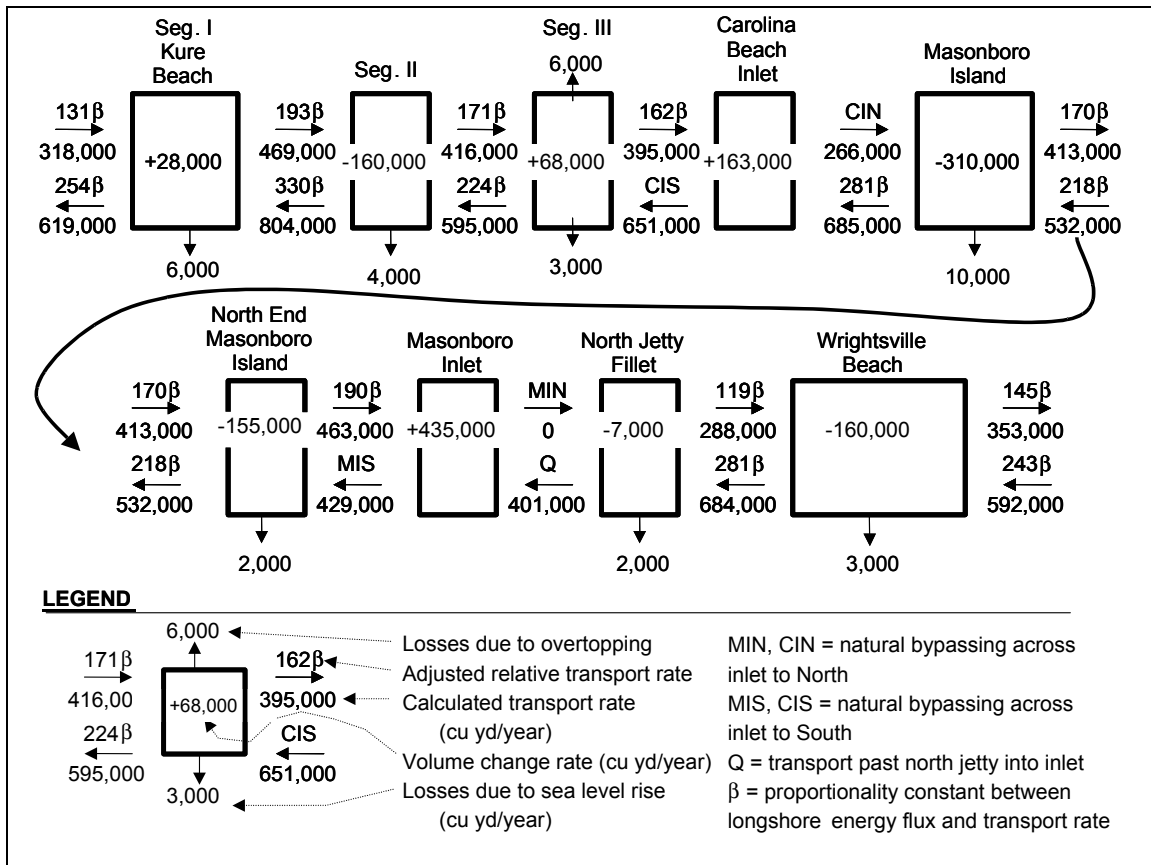 Seg. I
Kure
Beach
Seg. II
Seg. III
Carolina
Beach
Inlet
Masonboro
Island
6,000
131β
193β
171β
162β
CIN
170β
318,000
+28,000
469,000
-160,000
416,000
+68,000
395,000
+163,000
266,000
-310,000
413,000
254β
330β
224β
CIS
281β
218β
619,000
804,000
595,000
651,000
685,000
532,000
6,000
4,000
3,000
10,000
North End
Masonboro
Island
Masonboro
Inlet
North Jetty
Fillet
Wrightsville
Beach
170β
190β
MIN
119β
145β
413,000
-155,000
463,000
+435,000
0
-7,000
288,000
-160,000
353,000
218β
MIS
Q
281β
243β
532,000
429,000
401,000
684,000
592,000
2,000
2,000
3,000
LEGEND
6,000
171β
162β
416,00
+68,000
395,000
224β
CIS
595,000
651,000
3,000
Losses due to overtopping
Adjusted relative transport rate
Calculated transport rate
(cu yd/year)
Volume change rate (cu yd/year)
Losses due to sea level rise
(cu yd/year)
MIN, CIN = natural bypassing across
inlet to North
MIS, CIS = natural bypassing across
inlet to South
Q = transport past north jetty into inlet
β = proportionality constant between
longshore energy flux and transport rate